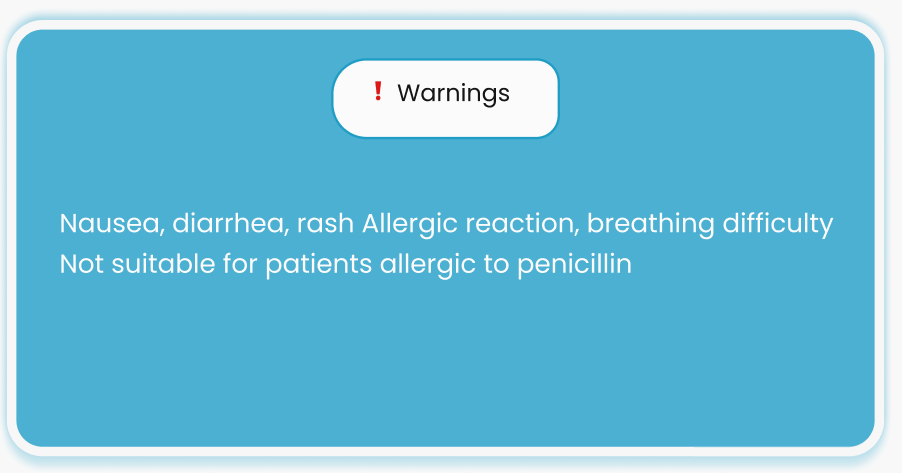 ❗ Warnings
Nausea, diarrhea, rash Allergic reaction, breathing difficulty
Not suitable for patients allergic to penicillin